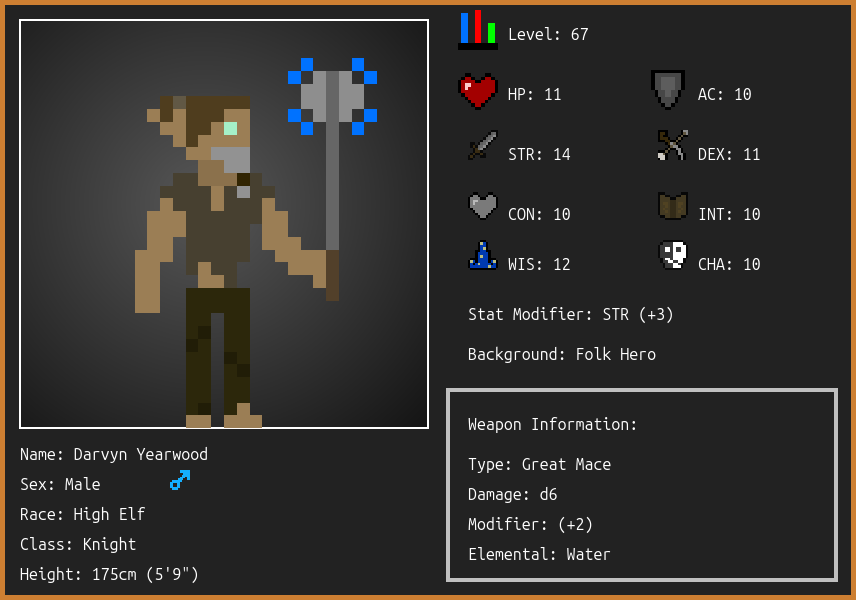 Level: 67
HP: 11
AC: 10
STR: 14
DEX: 11
CON: 10
INT: 10
WIS: 12
CHA: 10
Stat Modifier: STR (+3)
Background: Folk Hero
Weapon Information:
Type: Great Mace
Damage: d6
Modifier: (+2)
Elemental: Water
Name: Darvyn Yearwood
Sex: Male
Race: High Elf
Class: Knight
Height: 175cm (5'9")